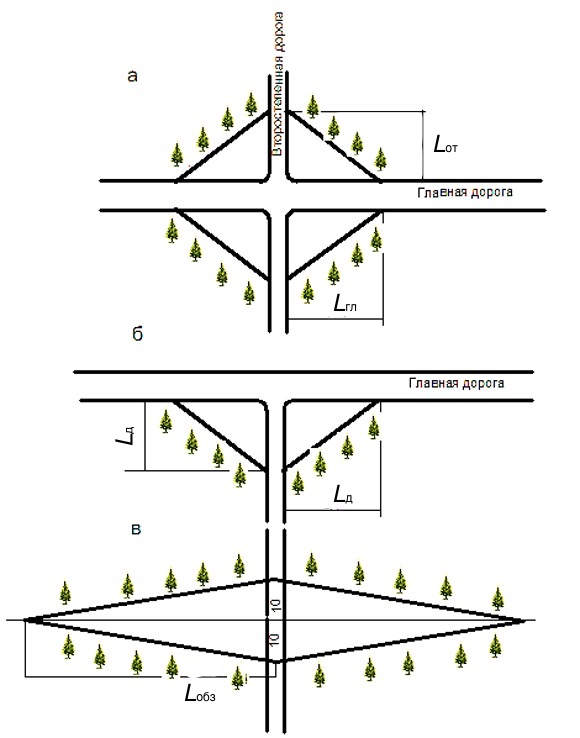 а
Второстепенная дорога
Lот
Главная дорога
Lгл
б
Главная дорога
Lд
Lд
в
10
10
Lобз